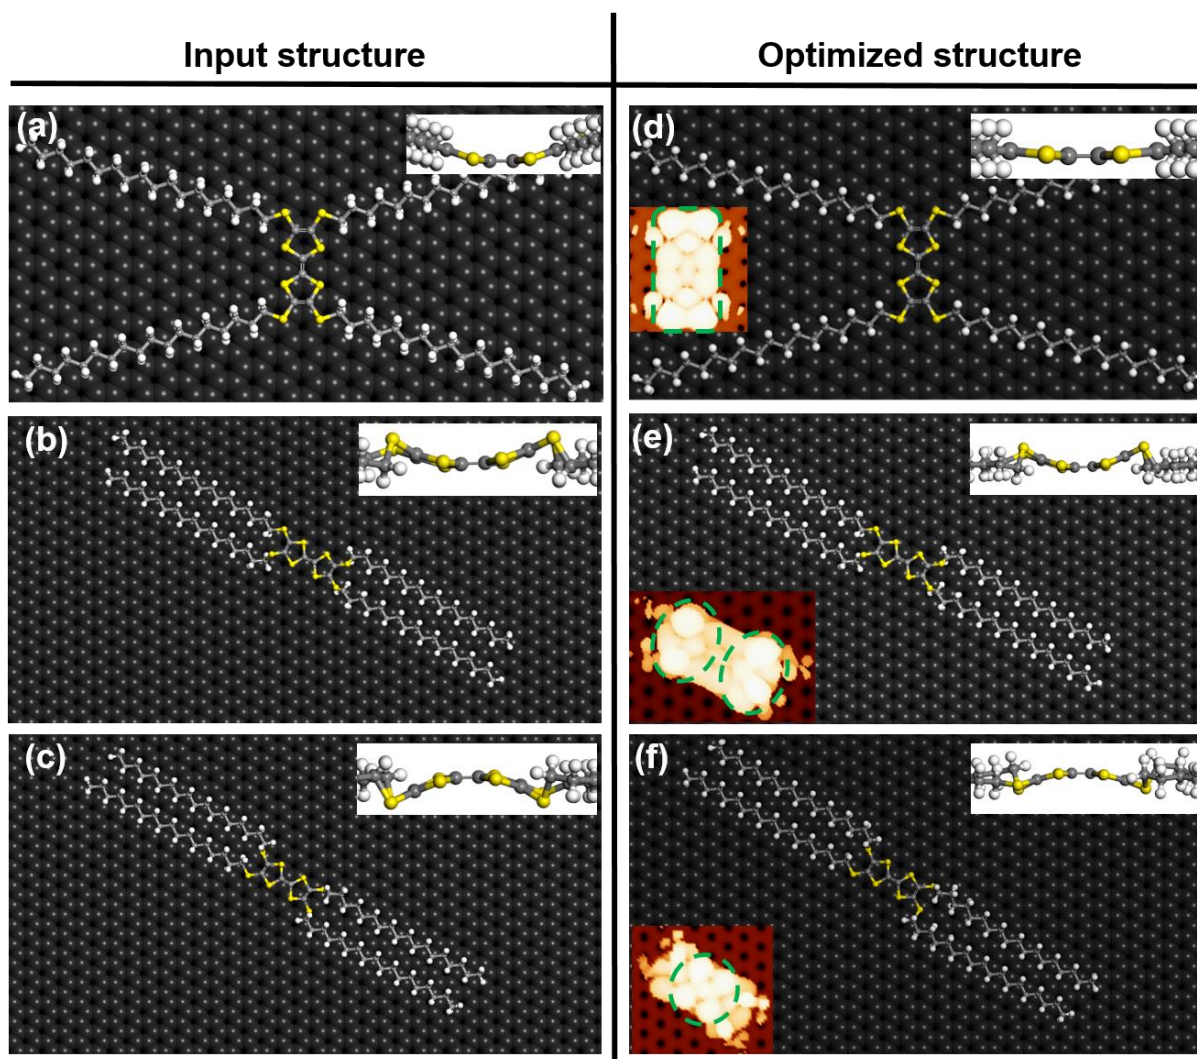 Input structure
Optimized structure
(a)
(d)
(b)
(e)
(c)
(f)